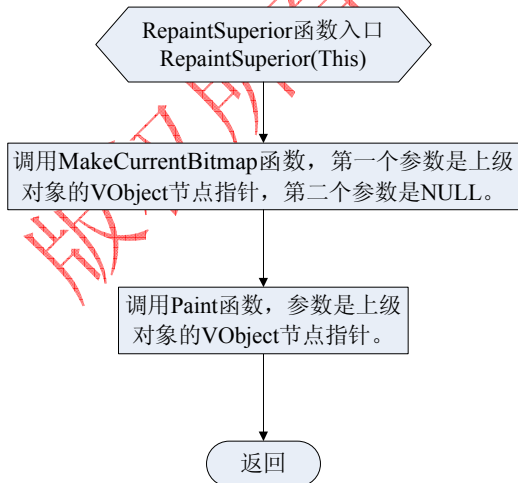 RepaintSuperior函数入口
RepaintSuperior(This)
调用MakeCurrentBitmap函数，第一个参数是上级
对象的VObject节点指针，第二个参数是NULL。
调用Paint函数，参数是上级
对象的VObject节点指针。
返回